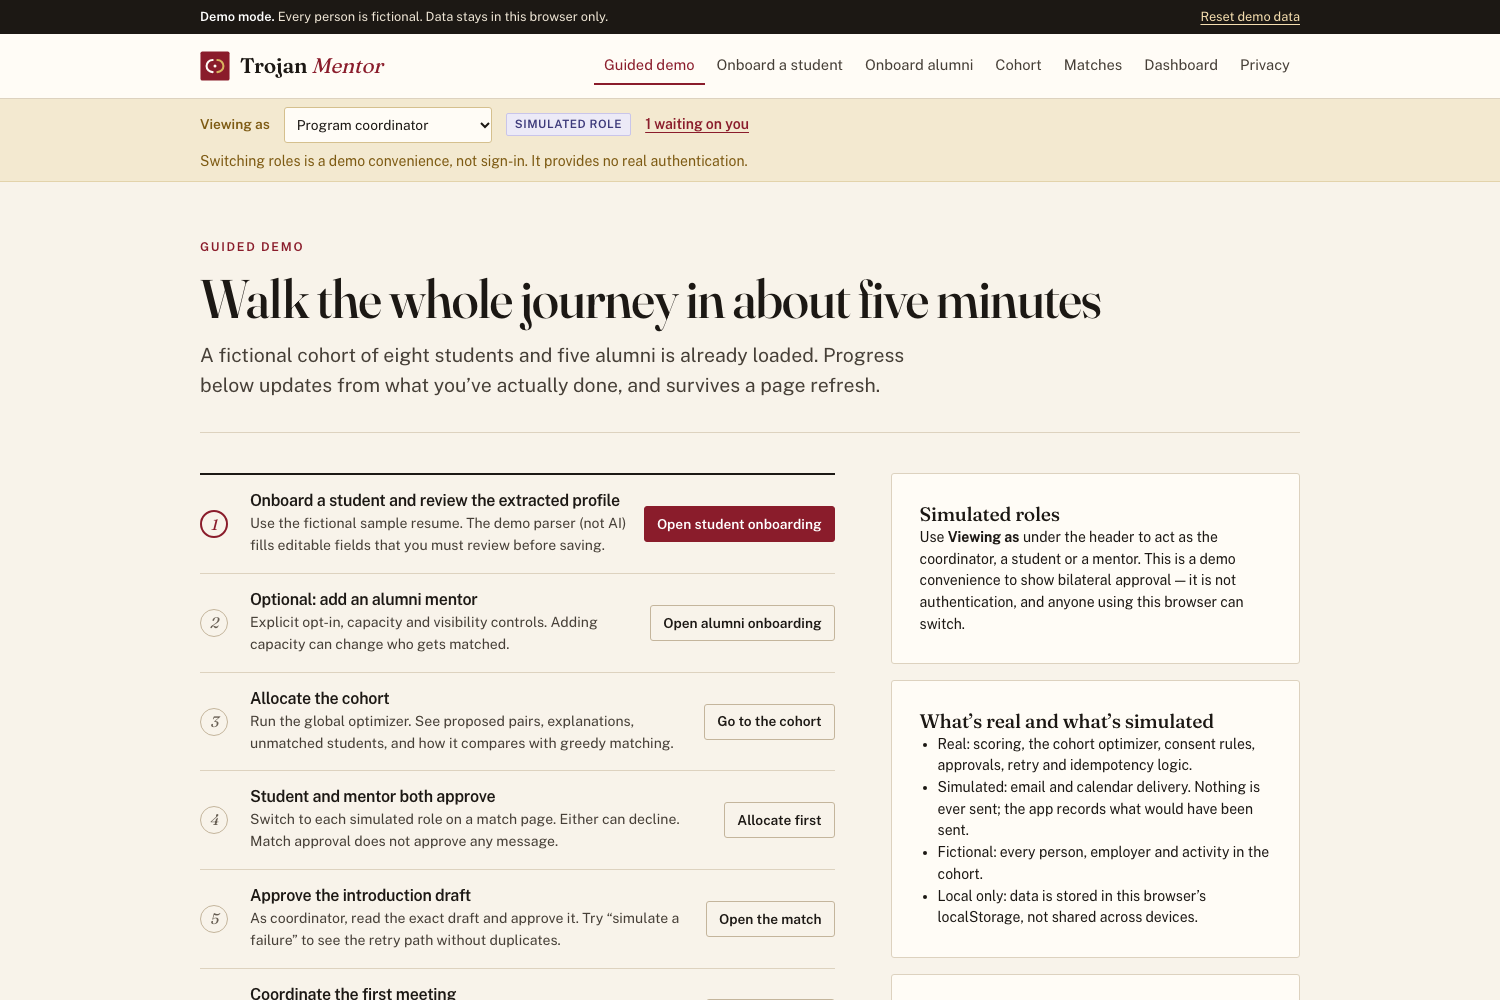 Demo mode. Every person is fictional. Data stays in this browser only.
Reset demo data
Trojan Mentor
Guided demo
Onboard a student
Onboard alumni
Cohort
Matches
Dashboard
Privacy
Viewing as
Program coordinator
SIMULATED ROLE
1 waiting on you
Switching roles is a demo convenience, not sign-in. It provides no real authentication.
GUIDED DEMO
Walk the whole journey in about five minutes
A fictional cohort of eight students and five alumni is already loaded. Progress
below updates from what you’ve actually done, and survives a page refresh.
1
Onboard a student and review the extracted profile
Use the fictional sample resume. The demo parser (not AI)
fills editable fields that you must review before saving.
Open student onboarding
2
Optional: add an alumni mentor
Explicit opt-in, capacity and visibility controls. Adding
capacity can change who gets matched.
Open alumni onboarding
3
Allocate the cohort
Run the global optimizer. See proposed pairs, explanations,
unmatched students, and how it compares with greedy matching.
Go to the cohort
4
Student and mentor both approve
Switch to each simulated role on a match page. Either can decline.
Match approval does not approve any message.
Allocate first
5
Approve the introduction draft
As coordinator, read the exact draft and approve it. Try “simulate a
failure” to see the retry path without duplicates.
Open the match
Coordinate the first meeting
Simulated roles
Use Viewing as under the header to act as the
coordinator, a student or a mentor. This is a demo
convenience to show bilateral approval — it is not
authentication, and anyone using this browser can
switch.
What’s real and what’s simulated
• Real: scoring, the cohort optimizer, consent rules,
approvals, retry and idempotency logic.
• Simulated: email and calendar delivery. Nothing is
ever sent; the app records what would have been
sent.
• Fictional: every person, employer and activity in the
cohort.
• Local only: data is stored in this browser’s
localStorage, not shared across devices.